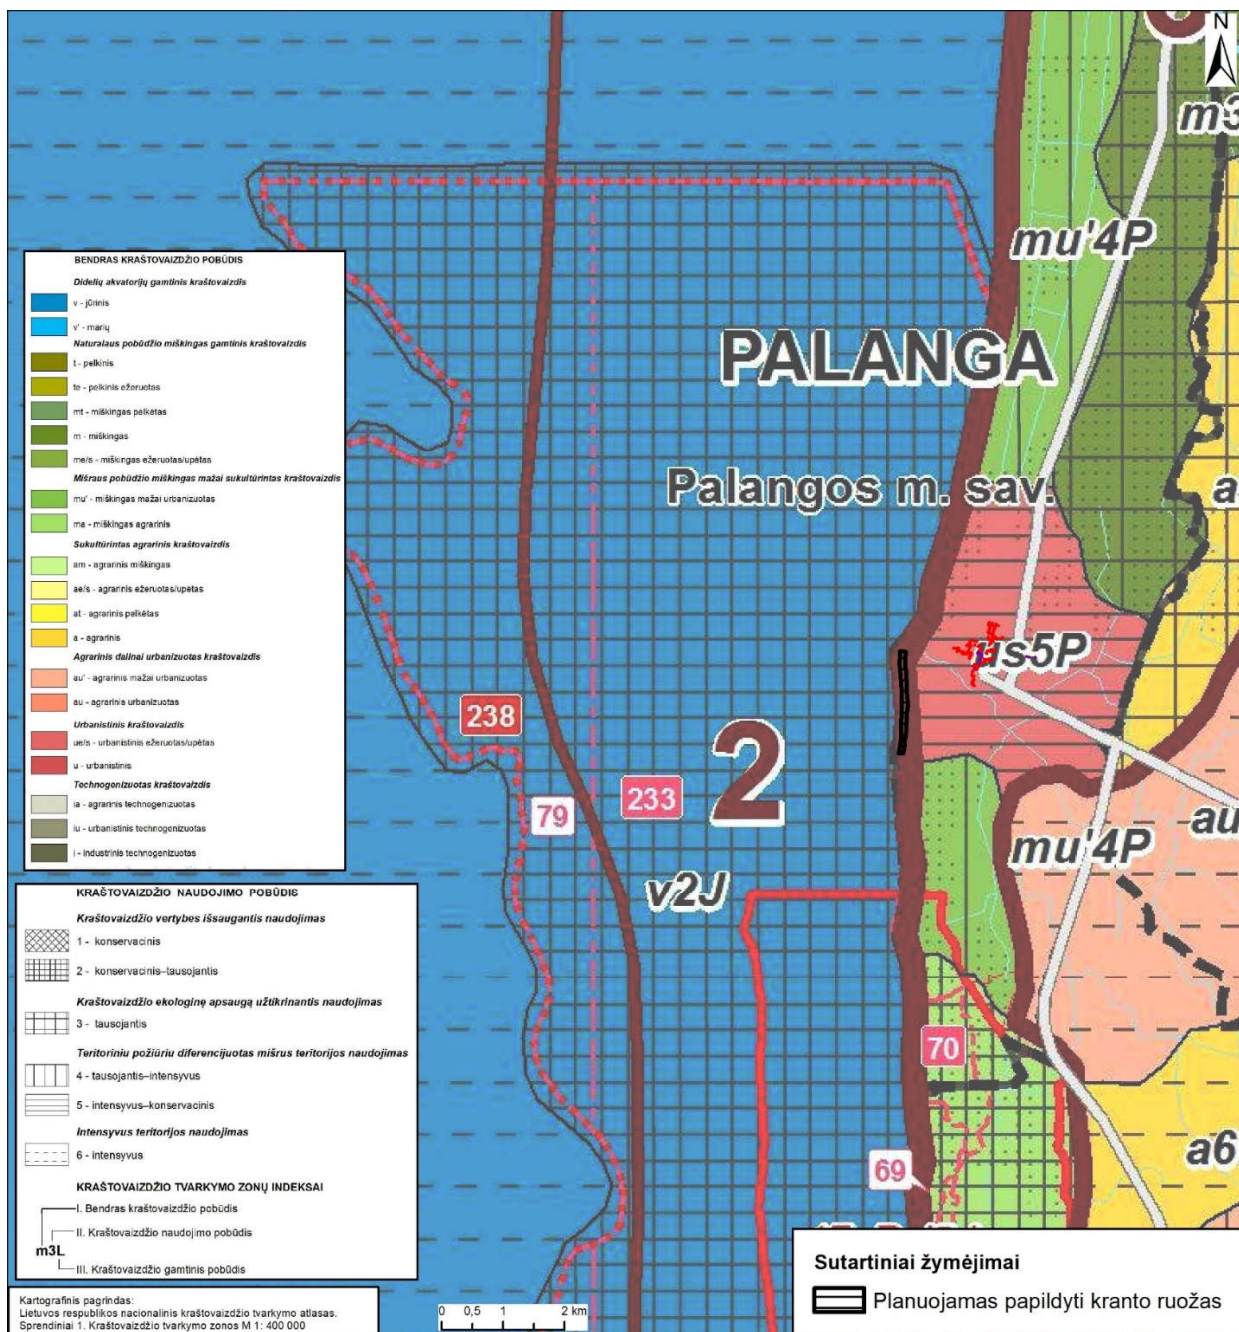 N
m3
mu'4P
PALANGA
Palangos m. sav.
a
us5P
238
2
79
233
au
mu'4P
v2J
70
69
a6
BENDRAS KRAŠTOVAIZDŽIO POBŪDIS
Didelių akvatorijų gamtinis kraštovaizdis
v - jūrinis
v' - marių
Natūralaus pobūdžio miškingas gamtinis kraštovaizdis
t - pelkinis
te - pelkinis ežeruotas
mt - miškingas pelkėtas
m - miškingas
me/s - miškingas ežeruotas/upėtas
Mišraus pobūdžio miškingas mažai sukultūrintas kraštovaizdis
mu' - miškingas mažai urbanizuotas
ma - miškingas agrarinis
Sukultūrintas agrarinis kraštovaizdis
am - agrarinis miškingas
ae/s - agrarinis ežeruotas/upėtas
at - agrarinis pelkėtas
a - agrarinis
Agrarinis dalinai urbanizuotas kraštovaizdis
au' - agrarinis mažai urbanizuotas
au - agrarinis urbanizuotas
Urbanistinis kraštovaizdis
ue/s - urbanistinis ežeruotas/upėtas
u - urbanistinis
Technogenizuotas kraštovaizdis
ia - agrarinis technogenizuotas
iu - urbanistinis technogenizuotas
i - industrinis technogenizuotas
KRAŠTOVAIZDŽIO NAUDOJIMO POBŪDIS
Kraštovaizdžio vertybes išsaugantis naudojimas
1 - konservacinis
2 - konservacinis–tausojantis
Kraštovaizdžio ekologinę apsaugą užtikrinantis naudojimas
3 - tausojantis
Teritoriniu požiūriu diferencijuotas mišrus teritorijos naudojimas
4 - tausojantis–intensyvus
5 - intensyvus–konservacinis
Intensyvus teritorijos naudojimas
6 - intensyvus
KRAŠTOVAIZDŽIO TVARKYMO ZONŲ INDEKSAI
I. Bendras kraštovaizdžio pobūdis
II. Kraštovaizdžio naudojimo pobūdis
m3L
III. Kraštovaizdžio gamtinis pobūdis
Kartografinis pagrindas:
Lietuvos respublikos nacionalinis kraštovaizdžio tvarkymo atlasas.
Sprendiniai 1. Kraštovaizdžio tvarkymo zonos M 1: 400 000
0 0,5 1 2 km
Sutartiniai žymėjimai
Planuojamas papildyti kranto ruožas